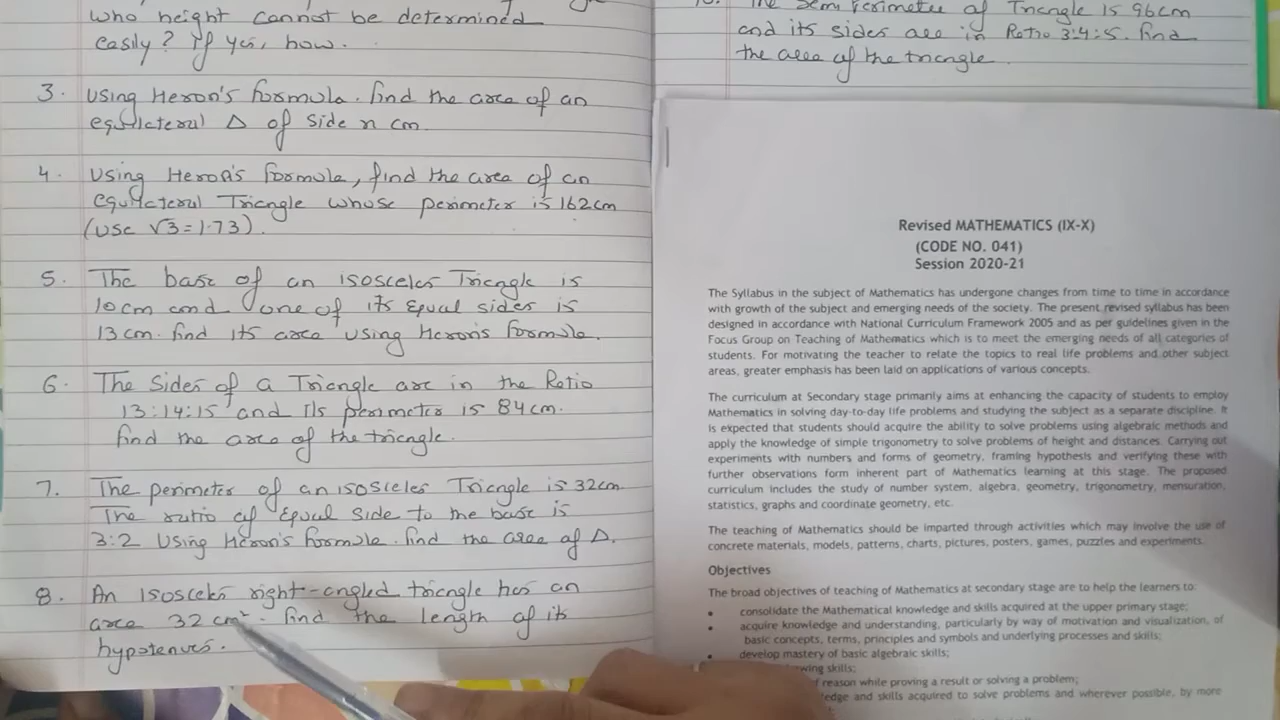 who height cannot be determined
easily? If yes, how.
3. Using Heron's formula. find the area of an
equilateral Δ of side n cm
4. Using Heron's formula, find the area of an
equilateral Triangle whose perimeter is 162cm
(use √3=1.73).
5. The base of an isosceles Triangle is
10cm and one of its Equal sides is
13cm. find its area using Heron's formula.
6. The Sides of a Triangle are in the Ratio
13:14:15 and its perimeter is 84cm.
find the area of the triangle.
7. The perimeter of an isosceles Triangle is 32cm
The ratio of Equal side to the base is
3:2 Using Heron's formula. find the area of Δ.
8. An isosceles right-angled triangle has an
area 32 cm². find the length of its
hypotenus.
10. The Semi Perimeter of Triangle is 96cm
and its sides are in Ratio 3:4:5. find
the area of the triangle.
Revised MATHEMATICS (IX-X)
(CODE NO. 041)
Session 2020-21
The Syllabus in the subject of Mathematics has undergone changes from time to time in accordance
with growth of the subject and emerging needs of the society. The present revised syllabus has been
designed in accordance with National Curriculum Framework 2005 and as per guidelines given in the
Focus Group on Teaching of Mathematics which is to meet the emerging needs of all categories of
students. For motivating the teacher to relate the topics to real life problems and other subject
areas, greater emphasis has been laid on applications of various concepts.
The curriculum at Secondary stage primarily aims at enhancing the capacity of students to employ
Mathematics in solving day-to-day life problems and studying the subject as a separate discipline. It
is expected that students should acquire the ability to solve problems using algebraic methods and
apply the knowledge of simple trigonometry to solve problems of height and distances. Carrying out
experiments with numbers and forms of geometry, framing hypothesis and verifying these with
further observations form inherent part of Mathematics learning at this stage. The proposed
curriculum includes the study of number system, algebra, geometry, trigonometry, mensuration,
statistics, graphs and coordinate geometry, etc.
The teaching of Mathematics should be imparted through activities which may involve the use of
concrete materials, models, patterns, charts, pictures, posters, games, puzzles and experiments.
Objectives
The broad objectives of teaching of Mathematics at secondary stage are to help the learners to:
• consolidate the Mathematical knowledge and skills acquired at the upper primary stage;
• acquire knowledge and understanding, particularly by way of motivation and visualization, of
basic concepts, terms, principles and symbols and underlying processes and skills;
• develop mastery of basic algebraic skills;
skills;
of reason while proving a result or solving a problem;
and skills acquired to solve problems and wherever possible, by more